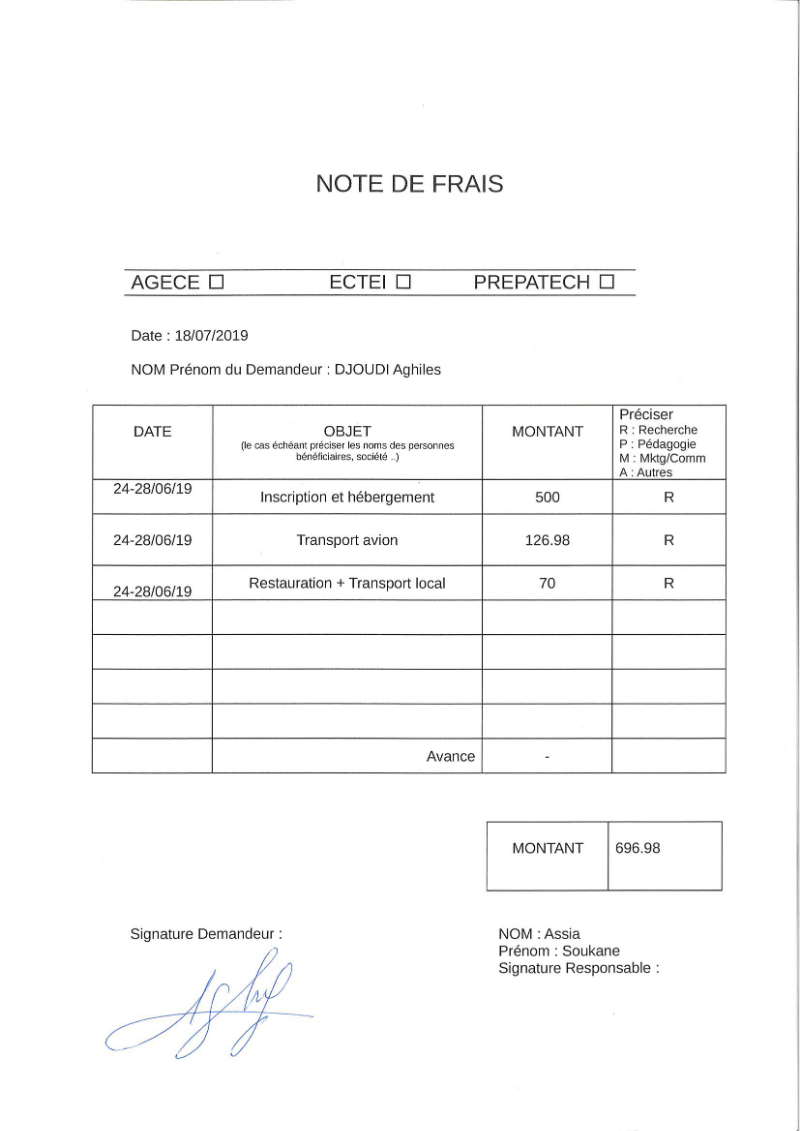 NOTE DE FRAIS
AGECE ☐ ECTEI ☐ PREPATECH ☐
Date : 18/07/2019
NOM Prénom du Demandeur : DJOUDI Aghiles
DATE OBJET MONTANT Préciser
(le cas échéant préciser les noms des personnes R : Recherche
bénéficiaires, société ..) P : Pédagogie
M : Mktg/Comm
A : Autres
24-28/06/19 Inscription et hébergement 500 R
24-28/06/19 Transport avion 126.98 R
24-28/06/19 Restauration + Transport local 70 R
Avance -
MONTANT 696.98
Signature Demandeur :
NOM : Assia
Prénom : Soukane
Signature Responsable :